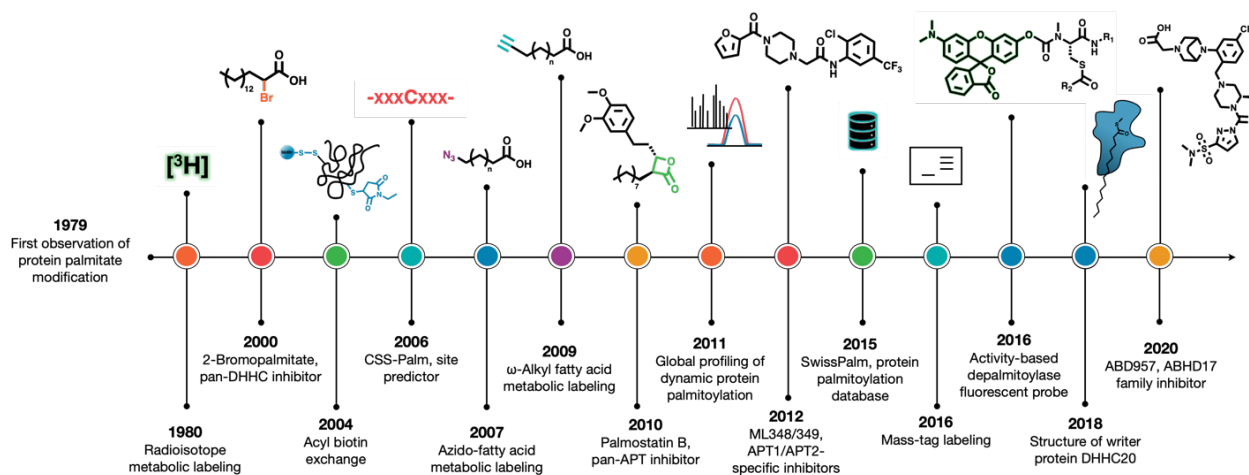 1979
First observation of
protein palmitate
modification
[³H]
1980
Radioisotope
metabolic labeling
12
O
OH
Br
2000
2-Bromopalmitate,
pan-DHHC inhibitor
S
S
S
O
N
O
2004
Acyl biotin
exchange
-xxxCxxx-
2006
CSS-Palm, site
predictor
N₃
n
O
OH
2007
Azido-fatty acid
metabolic labeling
n
O
OH
2009
ω-Alkyl fatty acid
metabolic labeling
O
O
7
O
O
2010
Palmostatin B,
pan-APT inhibitor
2011
Global profiling of
dynamic protein
palmitoylation
O
O
N
N
O
N
H
Cl
CF₃
2012
ML348/349,
APT1/APT2-
specific inhibitors
2015
SwissPalm, protein
palmitoylation
database
2016
Mass-tag labeling
N
O
O
O
O
O
N
O
HN
R₁
S
R₂
O
2016
Activity-based
depalmitoylase
fluorescent probe
2018
Structure of writer
protein DHHC20
O
HO
N
N
Cl
N
N
N
N
O
S
O
N
2020
ABD957, ABHD17
family inhibitor